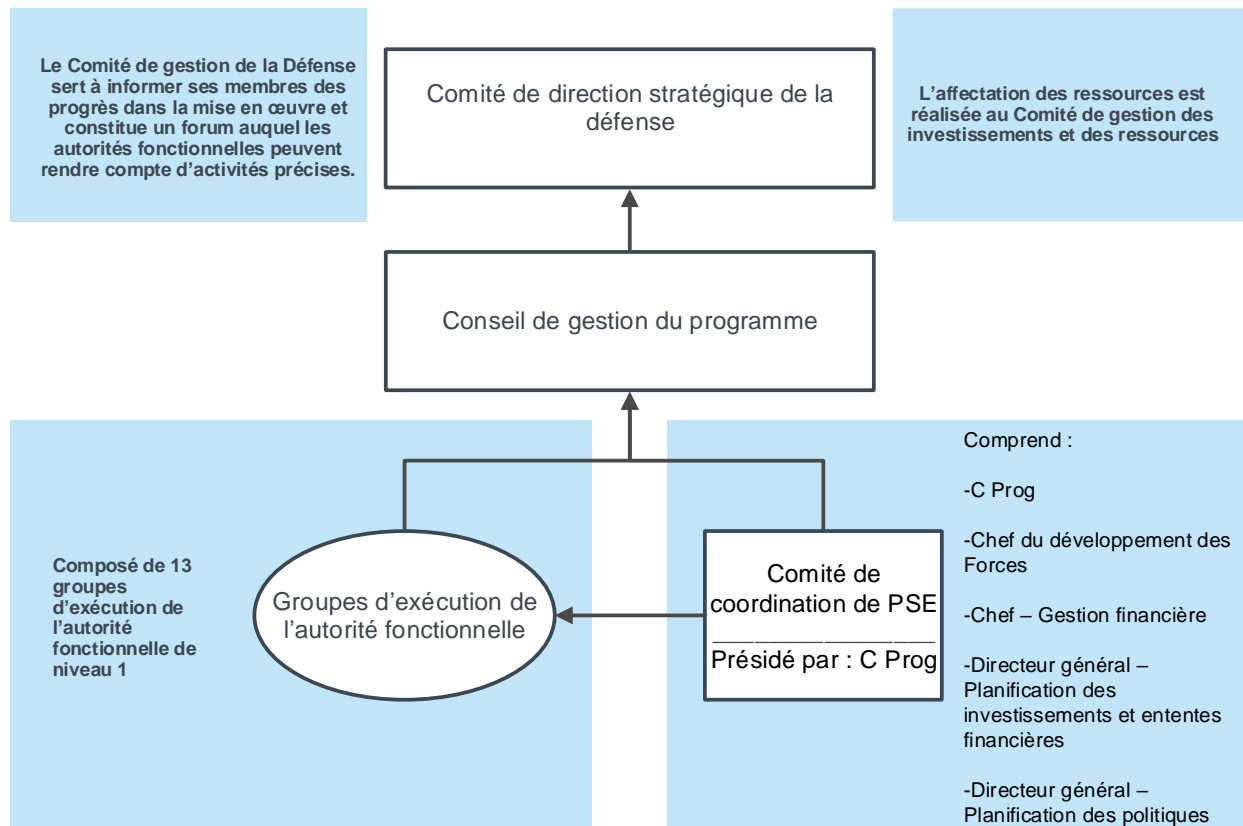 Le Comité de gestion de la Défense
sert à informer ses membres des
progrès dans la mise en œuvre et
constitue un forum auquel les
autorités fonctionnelles peuvent
rendre compte d’activités précises.
Comité de direction stratégique de la
défense
L’affectation des ressources est
réalisée au Comité de gestion des
investissements et des ressources
Conseil de gestion du programme
Composé de 13
groupes
d’exécution de
l’autorité
fonctionnelle de
niveau 1
Groupes d’exécution de
l’autorité fonctionnelle
Comité de
coordination de PSE
Présidé par : C Prog
Comprend :
-C Prog
-Chef du développement des
Forces
-Chef – Gestion financière
-Directeur général –
Planification des
investissements et ententes
financières
-Directeur général –
Planification des politiques